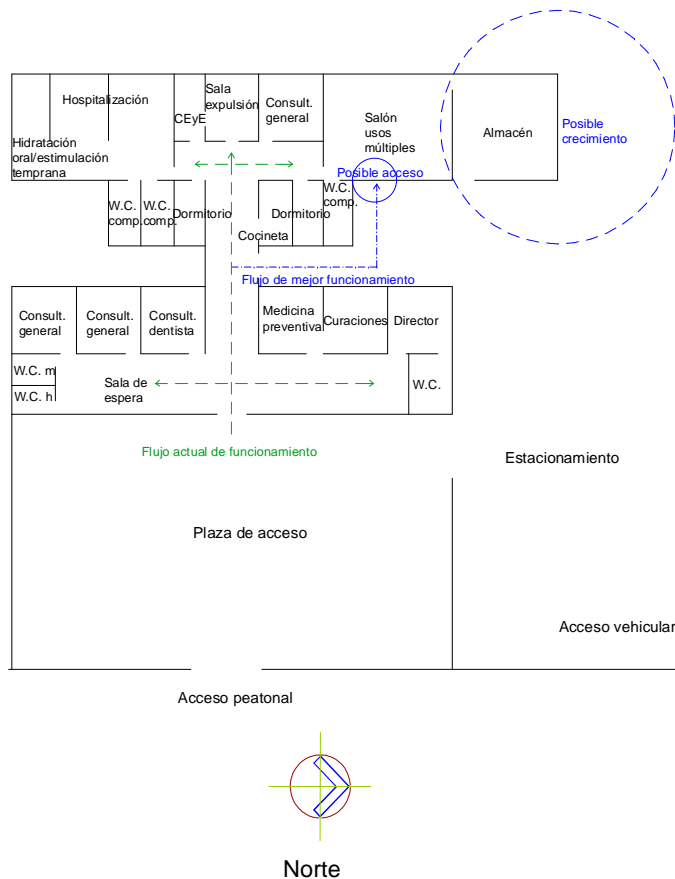 Sala
expulsión
Hospitalización
Consult.
general
CEyE
Salón
usos
múltiples
Almacén
Posible
crecimiento
Hidratación
oral/estimulación
temprana
Posible acceso
W.C.
comp.
W.C.
comp.
Dormitorio
Dormitorio
W.C.
comp.
Cocineta
Flujo de mejor funcionamiento
Consult.
general
Consult.
general
Consult.
dentista
Medicina
preventiva
Curaciones
Director
W.C. m
W.C. h
Sala de
espera
W.C.
Flujo actual de funcionamiento
Estacionamiento
Plaza de acceso
Acceso vehicular
Acceso peatonal
Norte